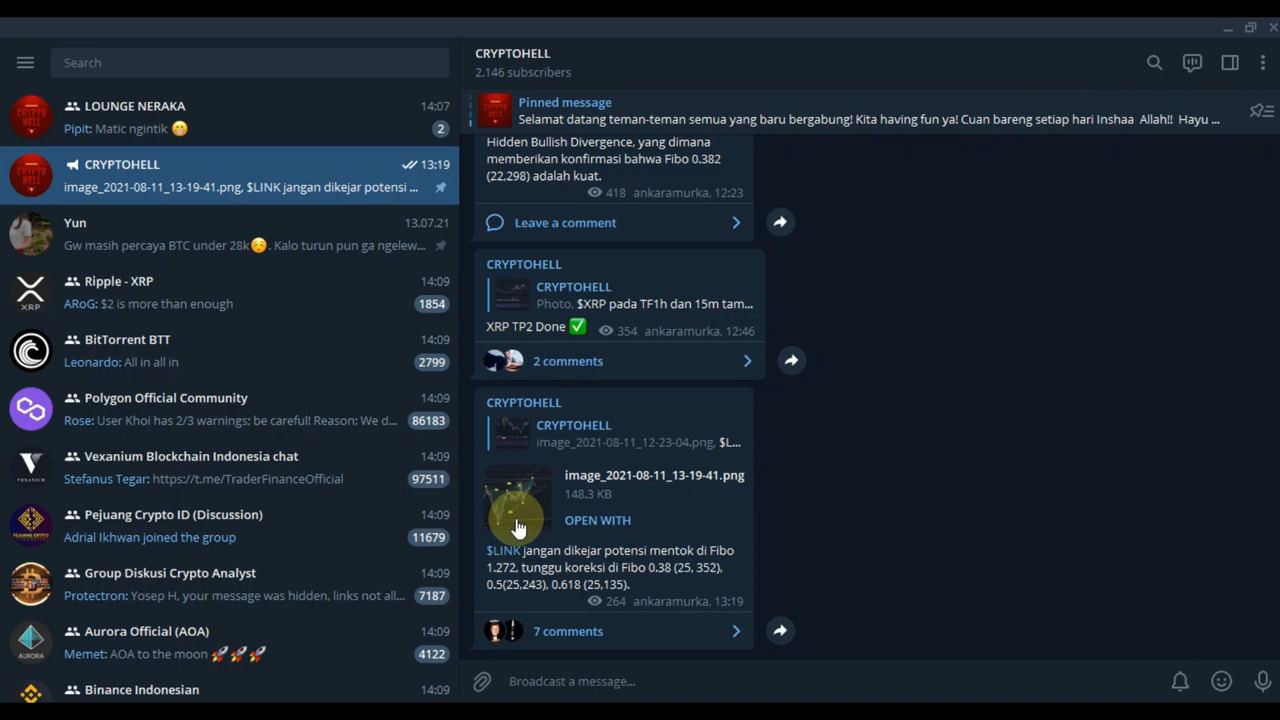 Search
LOUNGE NERAKA
14:07
Pipit: Matic ngintik 😁
2
CRYPTOHELL
13:19
image_2021-08-11_13-19-41.png, $LINK jangan dikejar potensi ...
Yun
13.07.21
Gw masih percaya BTC under 28k☺️. Kalo turun pun ga ngelew...
Ripple - XRP
14:09
XRP
ARoG: $2 is more than enough
1854
BitTorrent BTT
14:09
Leonardo: All in all in
2799
Polygon Official Community
14:09
Rose: User Khoi has 2/3 warnings; be careful! Reason: We d...
86183
Vexanium Blockchain Indonesia chat
14:09
Stefanus Tegar: https://t.me/TraderFinanceOfficial
97511
Pejuang Crypto ID (Discussion)
14:09
Adrial Ikhwan joined the group
11679
Group Diskusi Crypto Analyst
14:09
Protectron: Yosep H, your message was hidden, links not all...
7187
Aurora Official (AOA)
14:09
AURORA
Memet: AOA to the moon 🚀🚀🚀
4122
Binance Indonesian
14:09
CRYPTOHELL
2,146 subscribers
Pinned message
Selamat datang teman-teman semua yang baru bergabung! Kita having fun ya! Cuan bareng setiap hari Inshaa Allah!! Hayu ...
Hidden Bullish Divergence, yang dimana
memberikan konfirmasi bahwa Fibo 0.382
(22,298) adalah kuat.
418 ankaramurka, 12:23
Leave a comment
CRYPTOHELL
CRYPTOHELL
Photo, $XRP pada TF1h dan 15m tam...
XRP TP2 Done ✅
354 ankaramurka, 12:46
2 comments
CRYPTOHELL
CRYPTOHELL
image_2021-08-11_12-23-04.png, $L...
image_2021-08-11_13-19-41.png
148.3 KB
OPEN WITH
$LINK jangan dikejar potensi mentok di Fibo
1,272, tunggu koreksi di Fibo 0.38 (25, 352),
0.5(25,243), 0.618 (25,135).
264 ankaramurka, 13:19
7 comments
Broadcast a message...